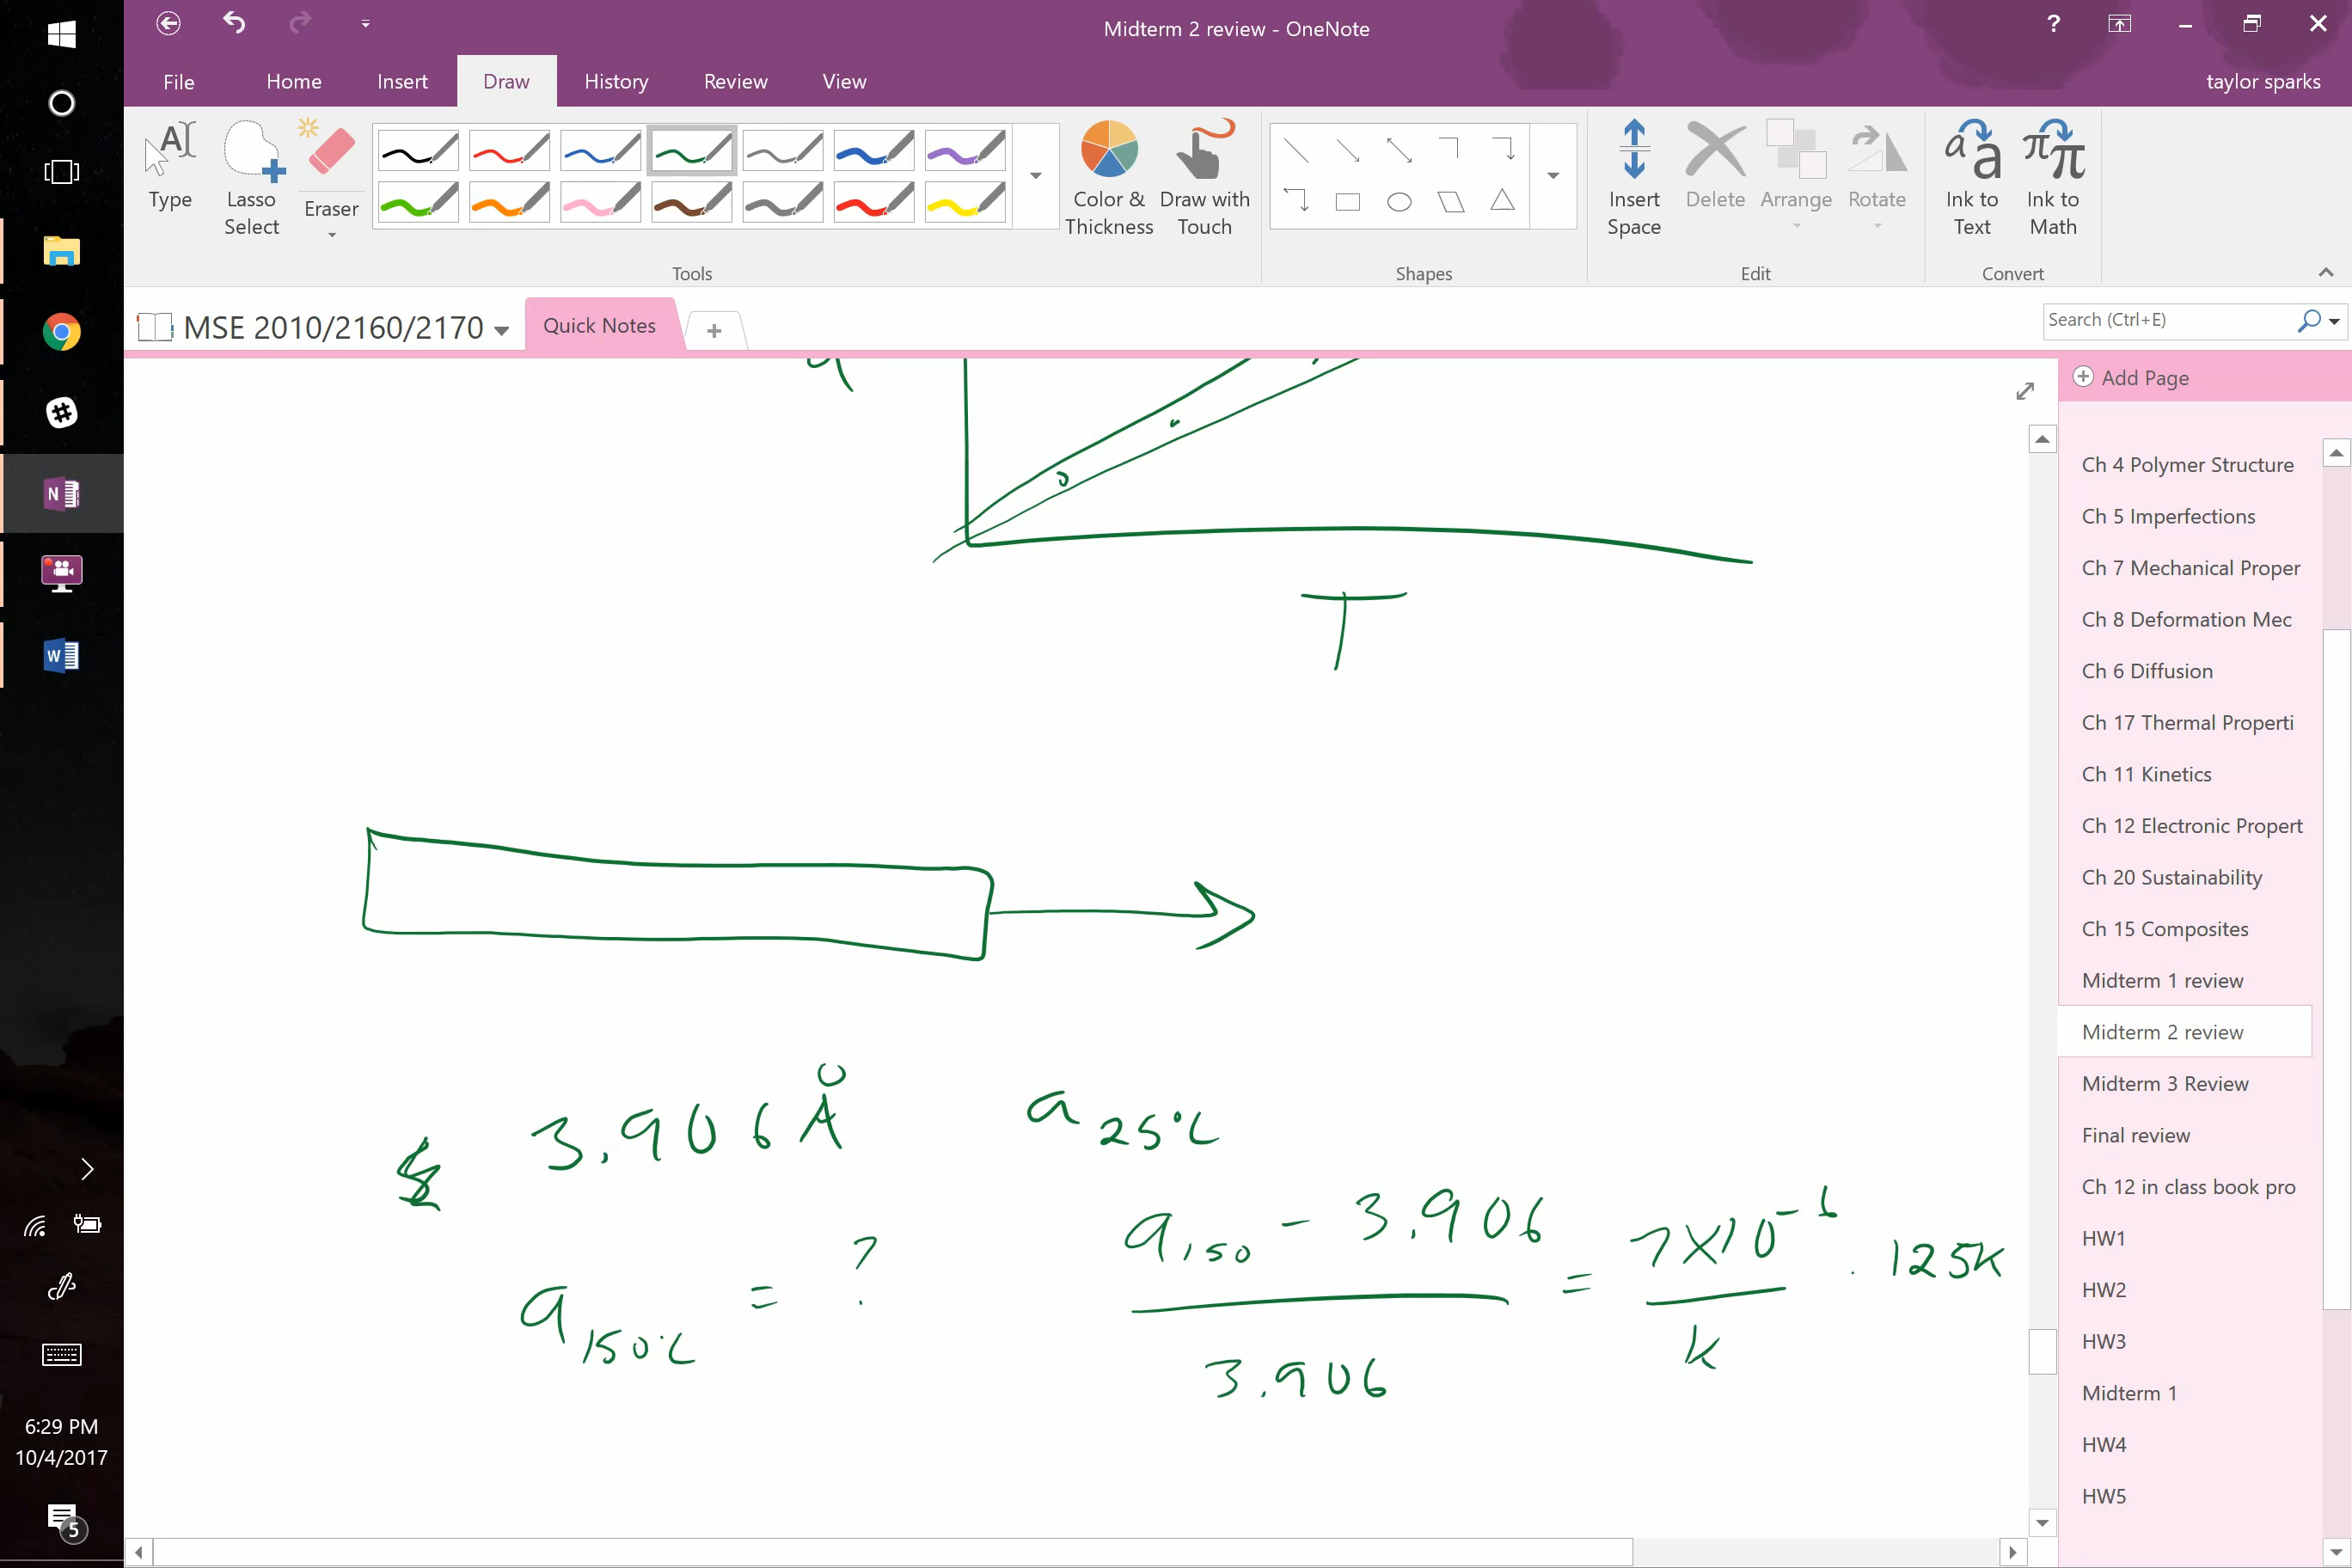 Midterm 2 review - OneNote
?
File Home Insert Draw History Review View
taylor sparks
Type
Lasso Select
Eraser
Color & Thickness
Draw with Touch
Insert Space
Delete
Arrange
Rotate
Ink to Text
Ink to Math
Tools
Shapes
Edit
Convert
MSE 2010/2160/2170
Quick Notes
+
Search (Ctrl+E)
T
3.906 Å a 25°C
a 150°C = ?
a 150 - 3.906 = 7×10⁻⁶ · 125K
3.906 K
Add Page
Ch 4 Polymer Structure
Ch 5 Imperfections
Ch 7 Mechanical Proper
Ch 8 Deformation Mec
Ch 6 Diffusion
Ch 17 Thermal Properti
Ch 11 Kinetics
Ch 12 Electronic Propert
Ch 20 Sustainability
Ch 15 Composites
Midterm 1 review
Midterm 2 review
Midterm 3 Review
Final review
Ch 12 in class book pro
HW1
HW2
HW3
Midterm 1
HW4
HW5
6:29 PM
10/4/2017
5